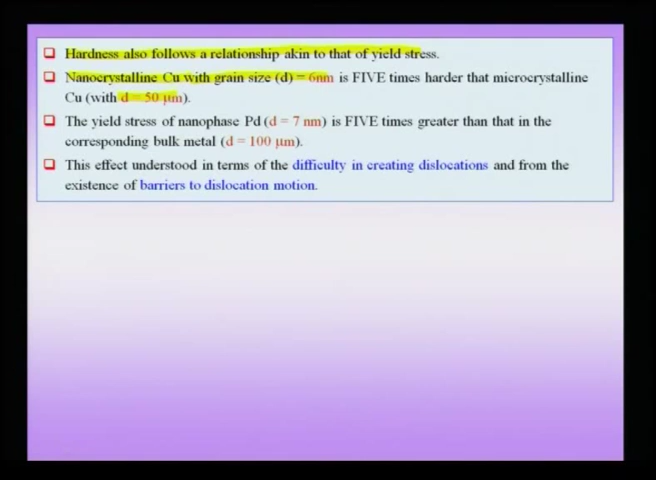 Hardness also follows a relationship akin to that of yield stress.
Nanocrystalline Cu with grain size (d) = 6nm is FIVE times harder that microcrystalline
Cu (with d = 50 μm).
The yield stress of nanophase Pd (d = 7 nm) is FIVE times greater than that in the
corresponding bulk metal (d = 100 μm).
This effect understood in terms of the difficulty in creating dislocations and from the
existence of barriers to dislocation motion.